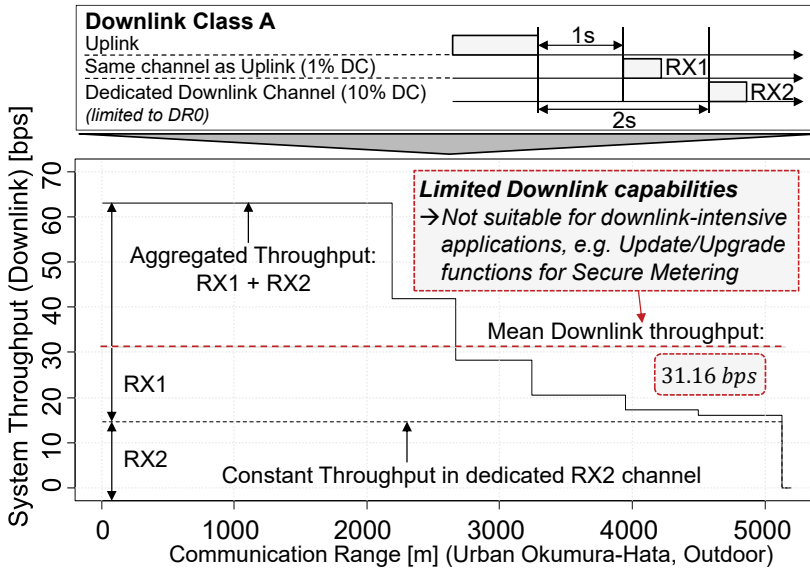 Downlink Class A
Uplink
1s
Same channel as Uplink (1% DC)
RX1
Dedicated Downlink Channel (10% DC)
RX2
(limited to DR0)
2s
System Throughput (Downlink) [bps]
70
60
50
40
30
20
10
0
Limited Downlink capabilities
→Not suitable for downlink-intensive
applications, e.g. Update/Upgrade
functions for Secure Metering
Aggregated Throughput:
RX1 + RX2
Mean Downlink throughput:
31.16 bps
RX1
RX2
Constant Throughput in dedicated RX2 channel
0 1000 2000 3000 4000 5000
Communication Range [m] (Urban Okumura-Hata, Outdoor)